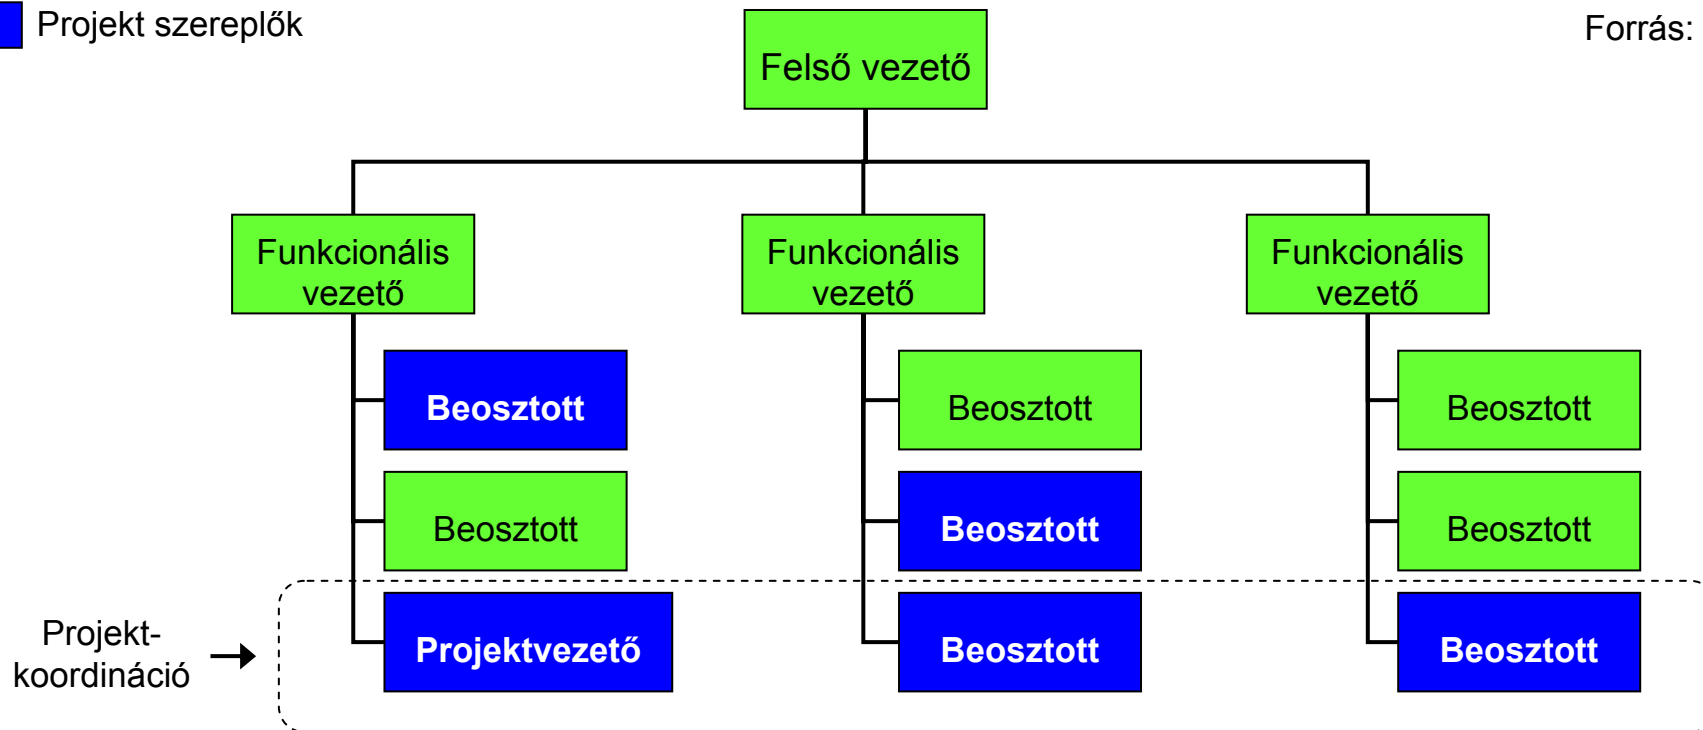 Projekt szereplők
Forrás:
Felső vezető
Funkcionális
vezető
Funkcionális
vezető
Funkcionális
vezető
Beosztott
Beosztott
Beosztott
Beosztott
Beosztott
Beosztott
Projekt-
koordináció
Projektvezető
Beosztott
Beosztott